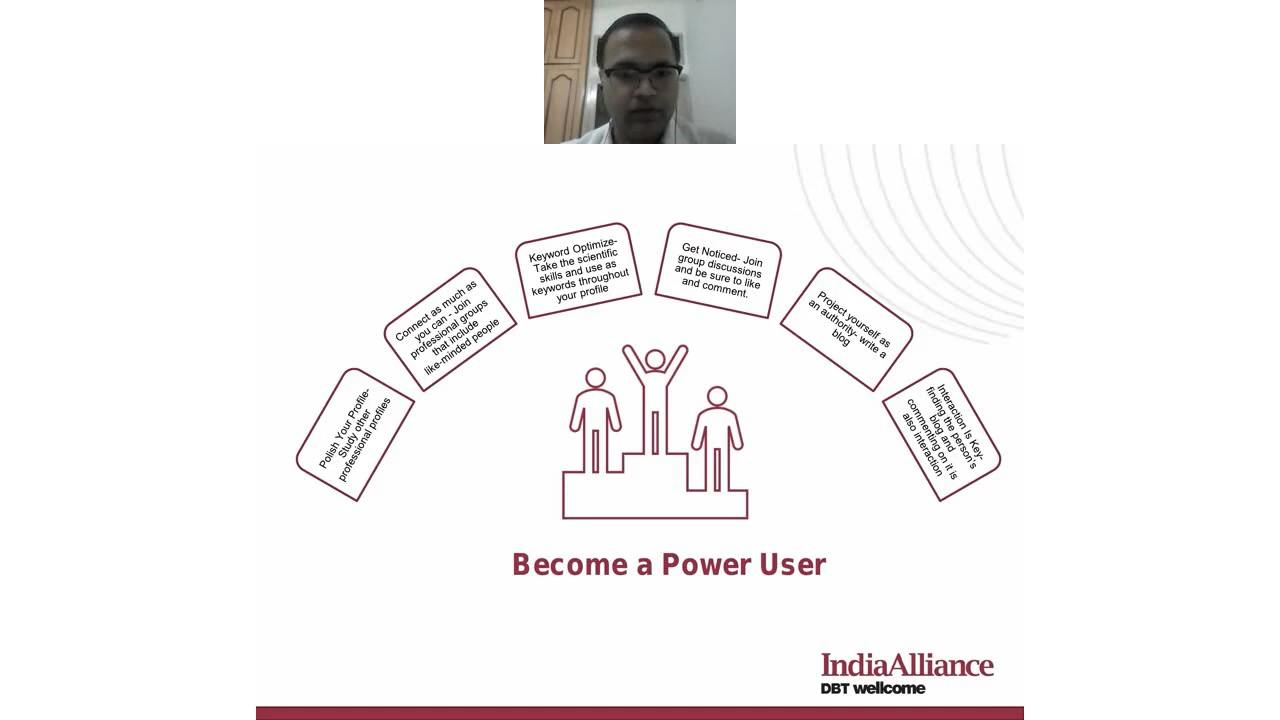 Polish Your Profile-
Study other
professional profiles
Connect as much as
you can - Join
professional groups
that include
like-minded people
Keyword Optimize-
Take the scientific
skills and use as
keywords throughout
your profile
Get Noticed- Join
group discussions
and be sure to like
and comment.
Project yourself as
an authority- write a
blog
Interaction Is Key-
finding the person's
blog and
commenting on it is
also interaction
Become a Power User
IndiaAlliance
DBT wellcome